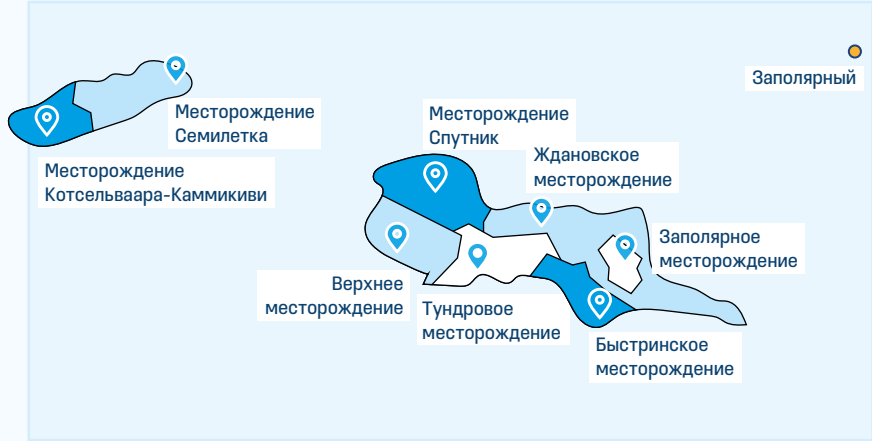 Заполярный
Месторождение
Семилетка
Месторождение
Спутник
Ждановское
месторождение
Месторождение
Котсельваара-Каммикиви
Заполярное
месторождение
Верхнее
месторождение
Тундровое
месторождение
Быстринское
месторождение